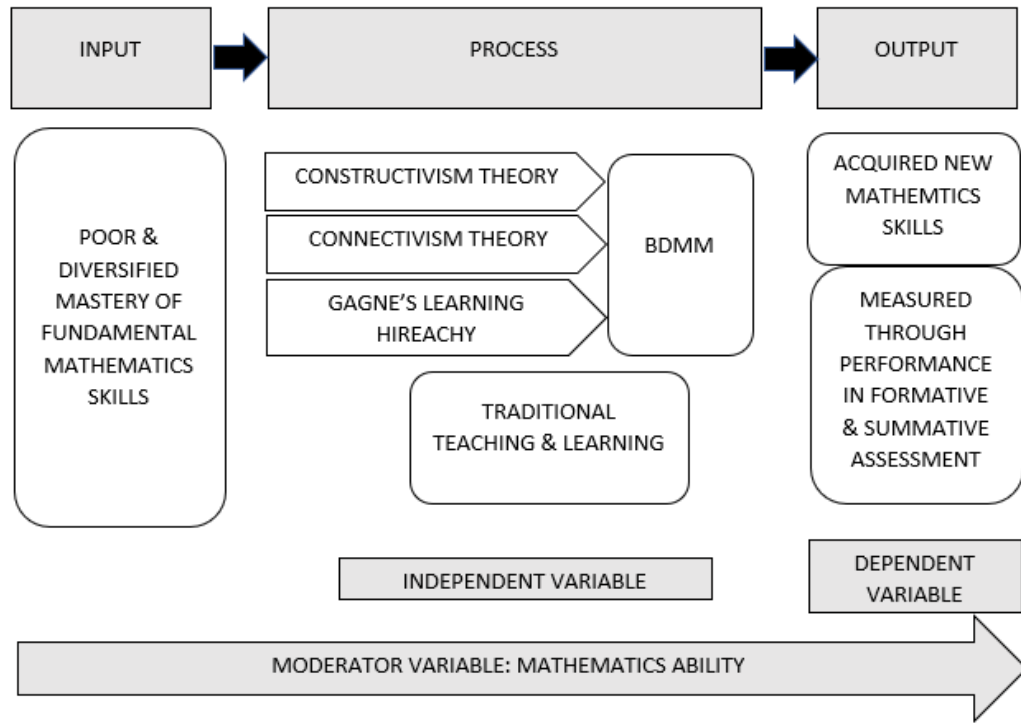 INPUT
PROCESS
OUTPUT
POOR &
DIVERSIFIED
MASTERY OF
FUNDAMENTAL
MATHEMATICS
SKILLS
CONSTRUCTIVISM THEORY
CONNECTIVISM THEORY
GAGNE’S LEARNING
HIREACHY
BDMM
TRADITIONAL
TEACHING & LEARNING
ACQUIRED NEW
MATHEMTICS
SKILLS
MEASURED
THROUGH
PERFORMANCE
IN FORMATIVE
& SUMMATIVE
ASSESSMENT
INDEPENDENT VARIABLE
DEPENDENT
VARIABLE
MODERATOR VARIABLE: MATHEMATICS ABILITY